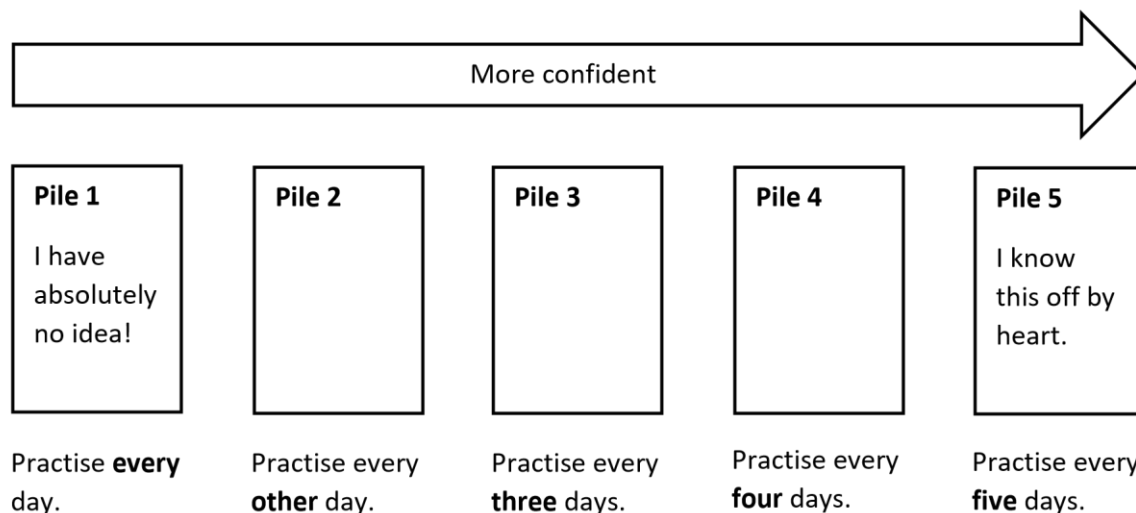 More confident
Pile 1
I have
absolutely
no idea!
Practise every
day.
Pile 2
Practise every
other day.
Pile 3
Practise every
three days.
Pile 4
Practise every
four days.
Pile 5
I know
this off by
heart.
Practise every
five days.